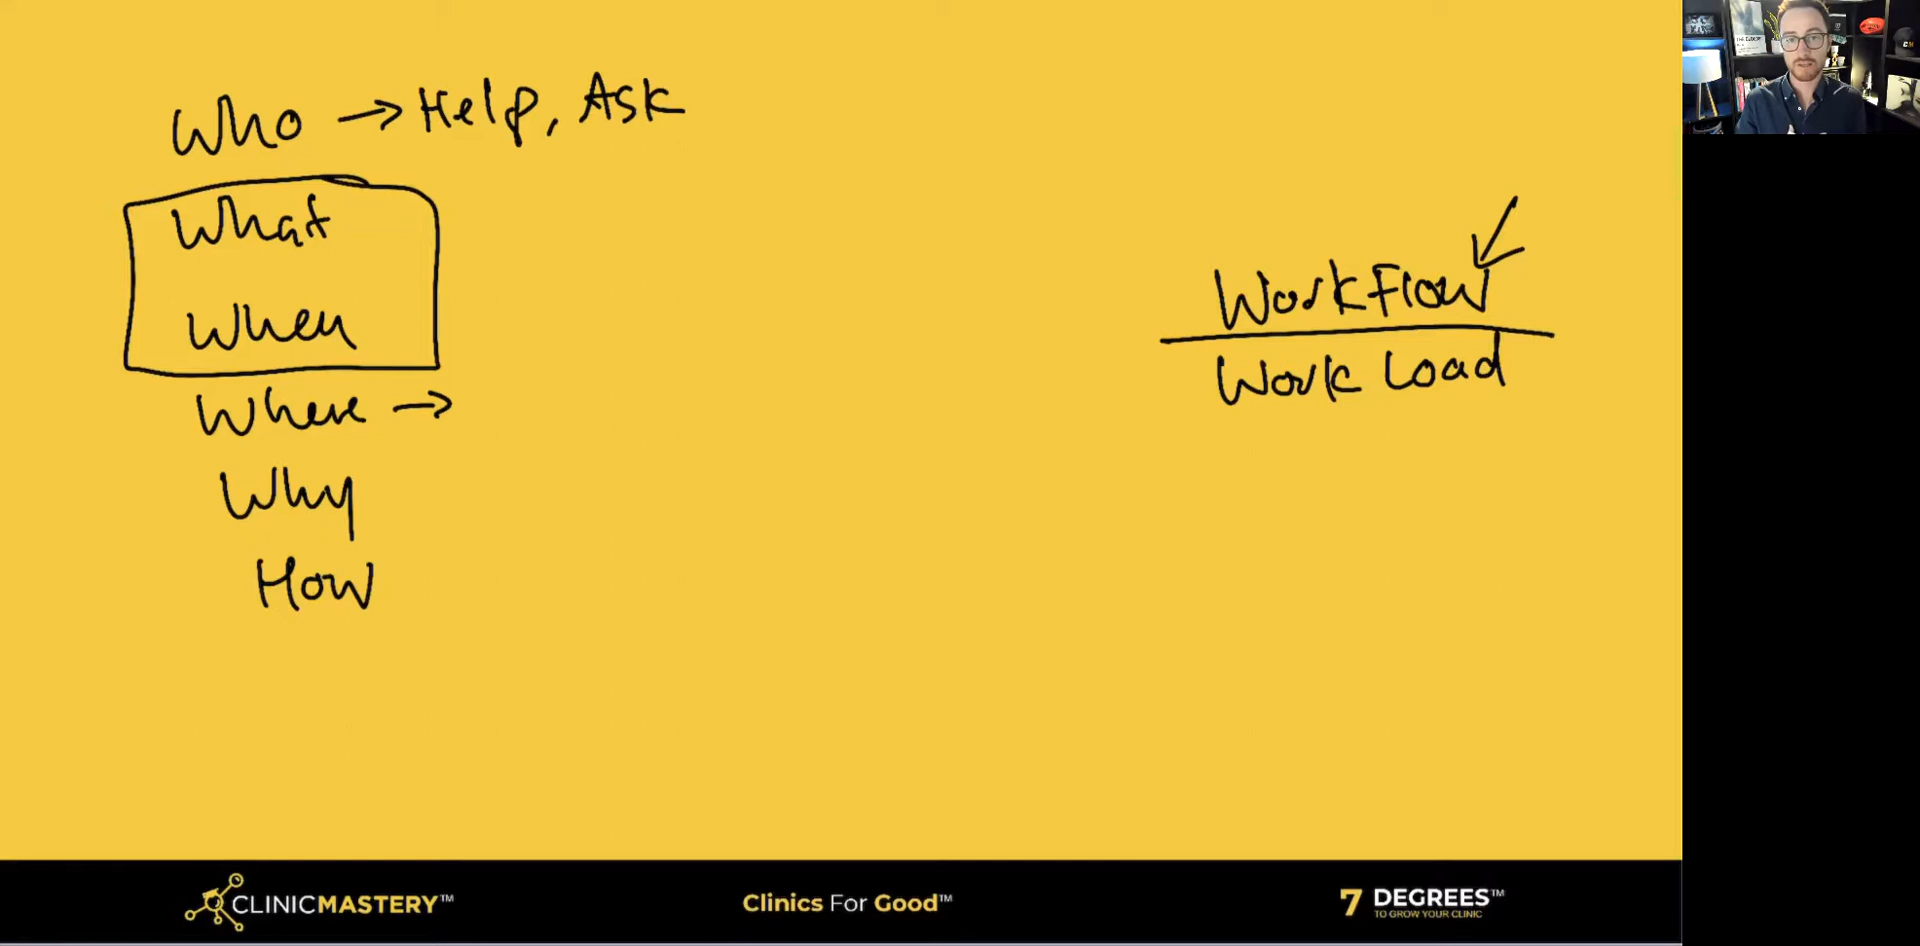 Who → Help, Ask
What
When
Where →
Why
How
WorkFlow
Work Load
CLINICMASTERY™
Clinics For Good™
7 DEGREES™
TO GROW YOUR CLINIC